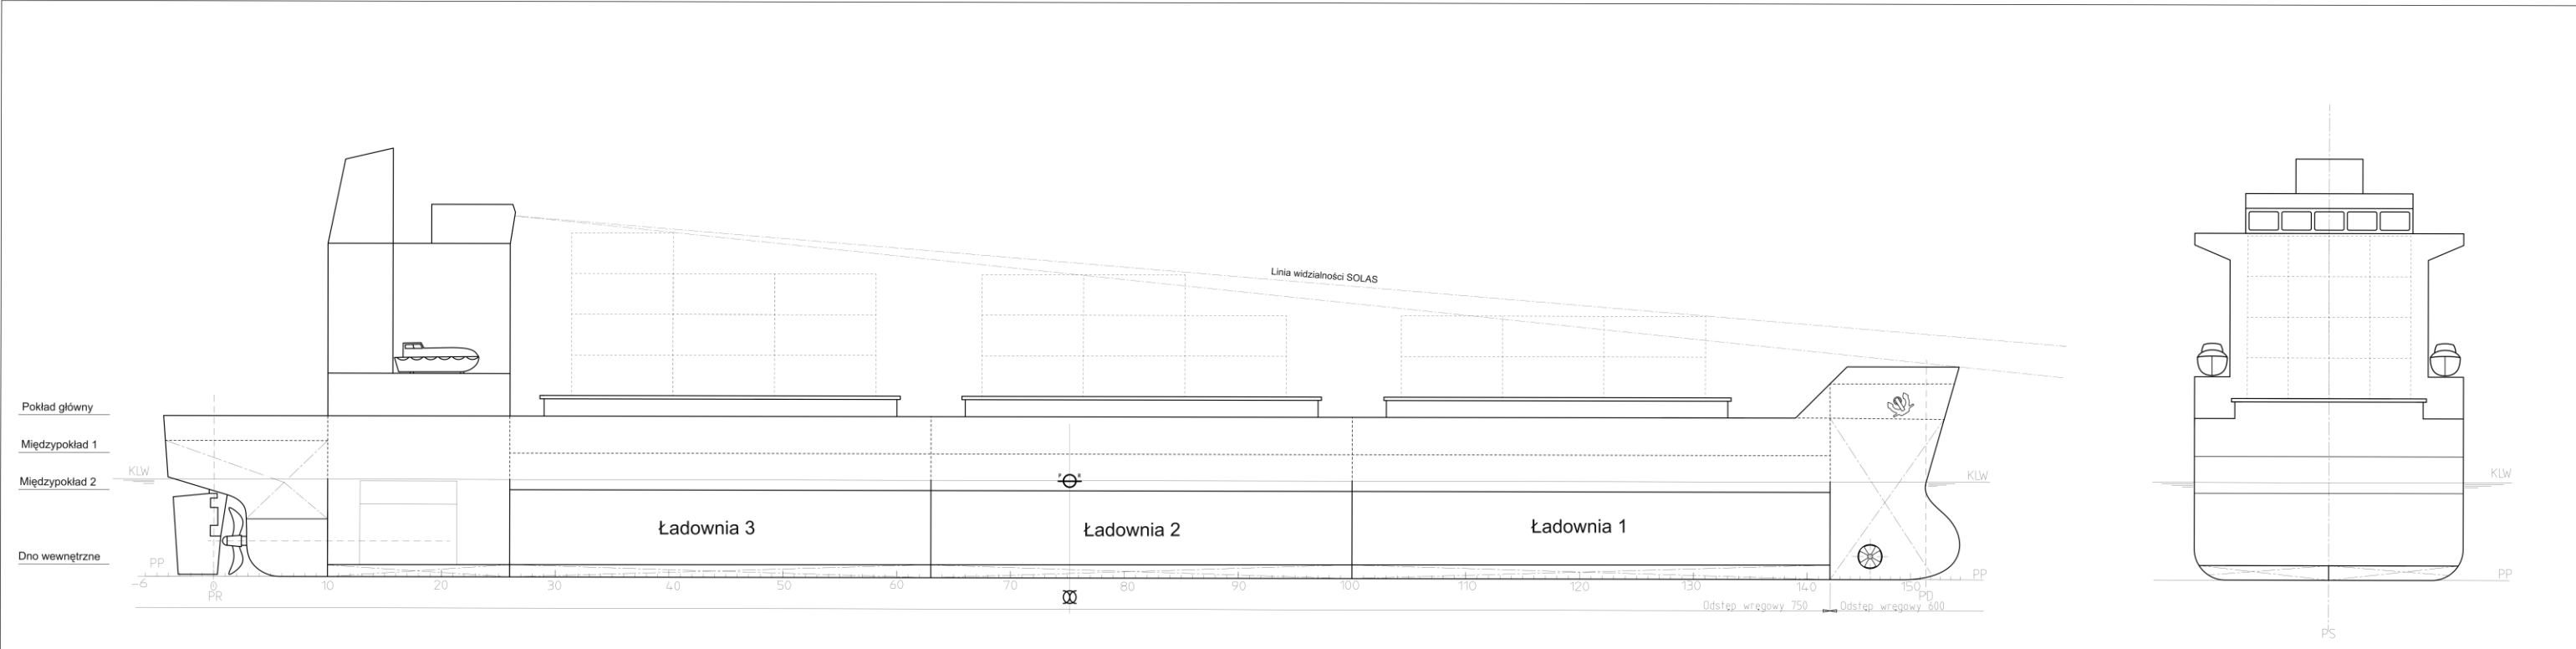 Linia widzialności SOLAS
Pokład główny
Międzypokład 1
KLW
KLW
KLW
Międzypokład 2
Ładownia 3
Ładownia 2
Ładownia 1
Dno wewnętrzne
PP
PP
PP
-6 0 10 20 30 40 50 60 70 80 90 100 110 120 130 140 150
PR
PD
Odstęp wręgowy 750
Odstęp wręgowy 600
PS